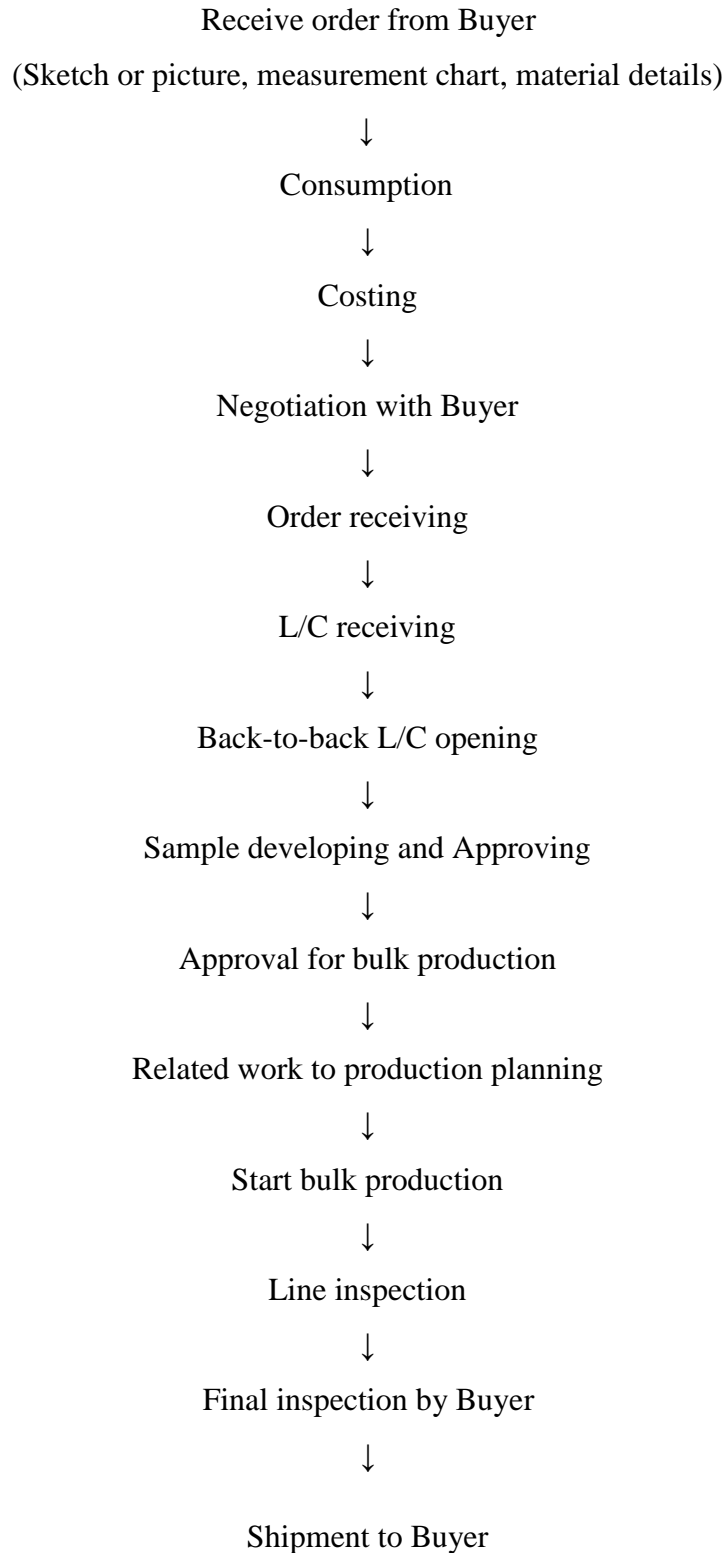 Receive order from Buyer
(Sketch or picture, measurement chart, material details)
↓
Consumption
↓
Costing
↓
Negotiation with Buyer
↓
Order receiving
↓
L/C receiving
↓
Back-to-back L/C opening
↓
Sample developing and Approving
↓
Approval for bulk production
↓
Related work to production planning
↓
Start bulk production
↓
Line inspection
↓
Final inspection by Buyer
↓
Shipment to Buyer